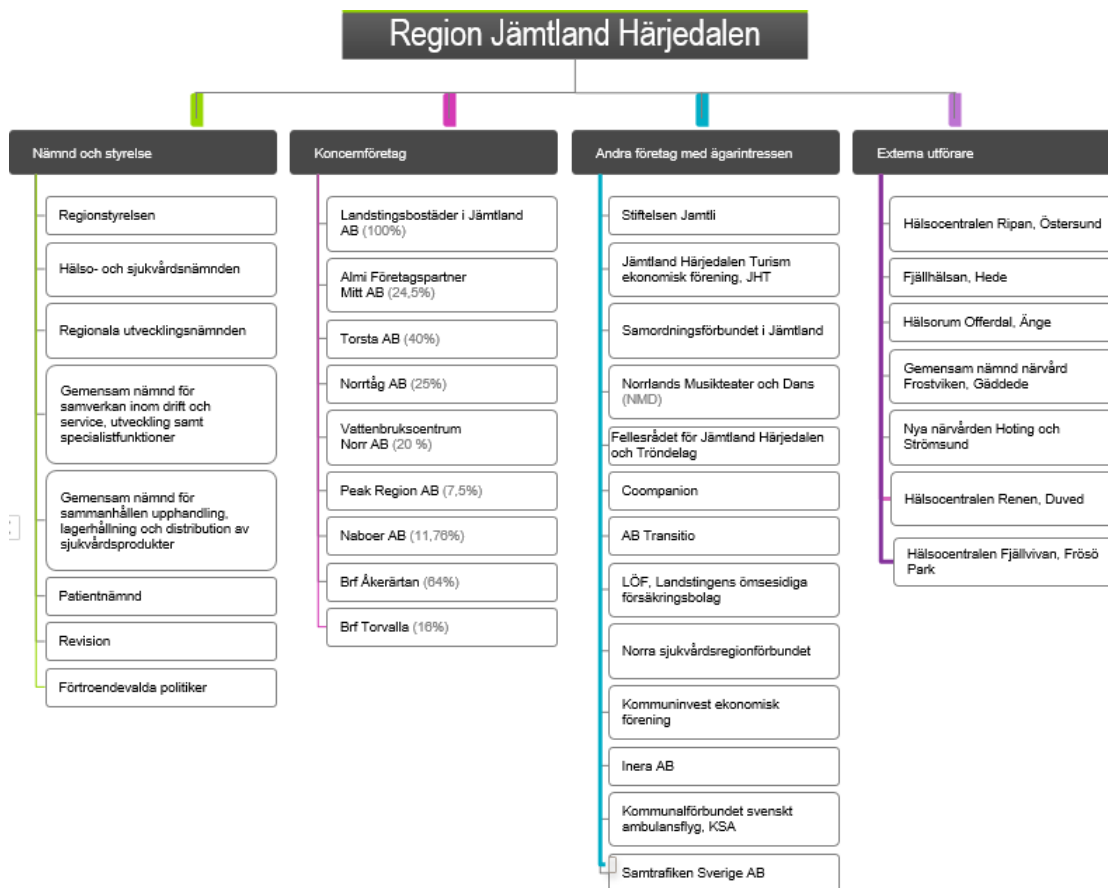 Region Jämtland Härjedalen
Nämnd och styrelse
Regionstyrelsen
Hälso- och sjukvårdsnämnden
Regionala utvecklingsnämnden
Gemensam nämnd för
samverkan inom drift och
service, utveckling samt
specialistfunktioner
Gemensam nämnd för
sammanhållen upphandling,
lagerhållning och distribution av
sjukvårdsprodukter
Patientnämnd
Revision
Förtroendevalda politiker
Koncernföretag
Landstingsbostäder i Jämtland
AB (100%)
Almi Företagspartner
Mitt AB (24,5%)
Torsta AB (40%)
Norrtåg AB (25%)
Vattenbrukscentrum
Norr AB (20 %)
Peak Region AB (7,5%)
Naboer AB (11,76%)
Brf Åkerärtan (64%)
Brf Torvalla (16%)
Andra företag med ägarintressen
Stiftelsen Jamtli
Jämtland Härjedalen Turism
ekonomisk förening, JHT
Samordningsförbundet i Jämtland
Norrlands Musikteater och Dans
(NMD)
Fellesrådet för Jämtland Härjedalen
och Tröndelag
Coompanion
AB Transitio
LÖF, Landstingens ömsesidiga
försäkringsbolag
Norra sjukvårdsregionförbundet
Kommuninvest ekonomisk
förening
Inera AB
Kommunalförbundet svenskt
ambulansflyg, KSA
Samtrafiken Sverige AB
Externa utförare
Hälsocentralen Ripan, Östersund
Fjällhälsan, Hede
Hälsorum Offerdal, Änge
Gemensam nämnd närvård
Frostviken, Gäddede
Nya närvården Hoting och
Strömsund
Hälsocentralen Renen, Duved
Hälsocentralen Fjällvivan, Frösö
Park